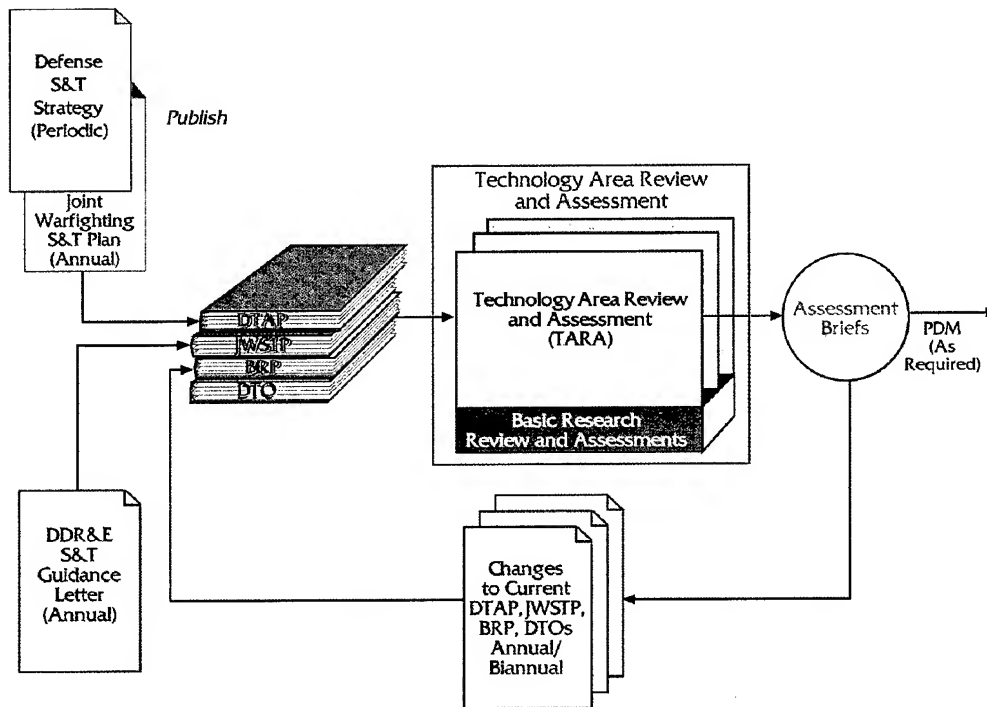 Defense
S&T
Strategy
(Periodic)
Publish
Joint
Warfighting
S&T Plan
(Annual)
DTAP
JWSTP
BRP
DTO
Technology Area Review
and Assessment
Technology Area Review
and Assessment
(TARA)
Basic Research
Review and Assessments
Assessment
Briefs
PDM
(As
Required)
DDR&E
S&T
Guidance
Letter
(Annual)
Changes
to Current
DTAP, JWSTP,
BRP, DTOs
Annual/
Biannual